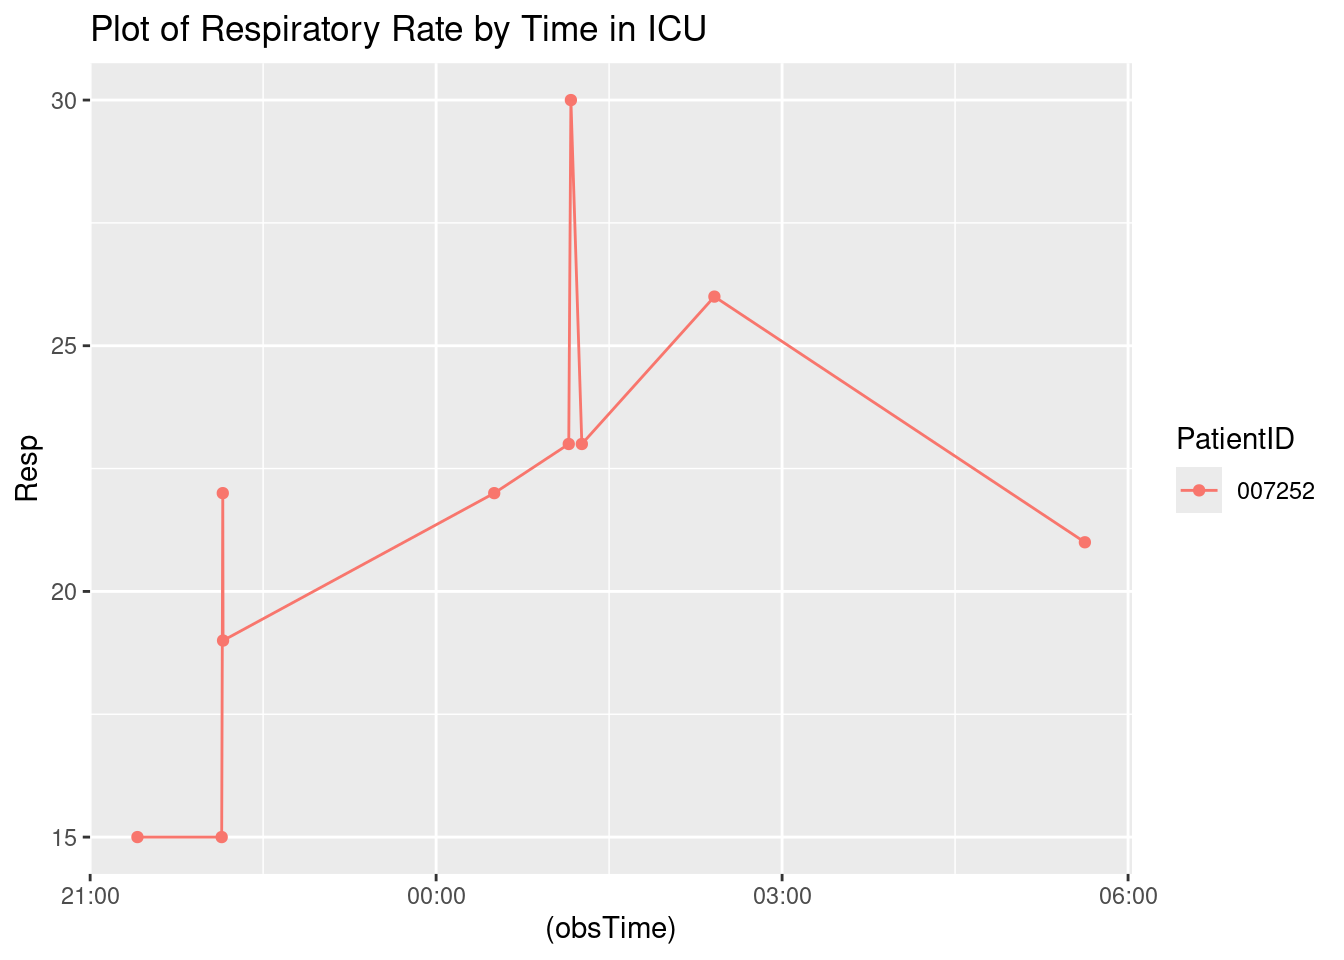 Plot of Respiratory Rate by Time in ICU
30
25
20
15
Resp
21:00 00:00 03:00 06:00
(obsTime)
PatientID
007252